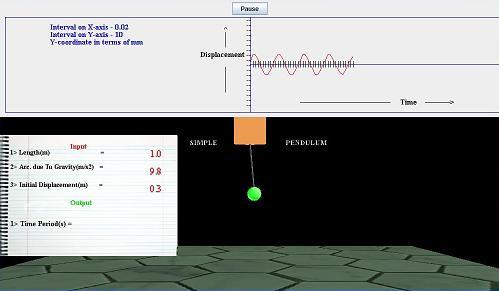 Pause
Interval on X-axis - 0.02
Interval on Y-axis - 10
Y-coordinate in terms of mm
Displacement
Time
SIMPLE PENDULUM
Input
1> Length(m) = 1.0
2> Acc. due To Gravity(m/s2) = 9.8
3> Initial Displacement(m) = 0.3
Output
1> Time Period(s) =